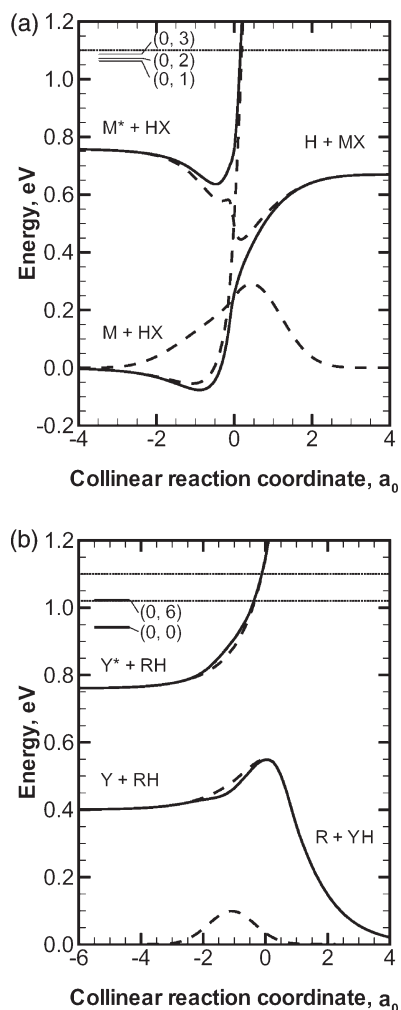 (a)
1.2
1.0
0.8
0.6
0.4
0.2
0.0
-0.2
Energy, eV
(0, 3)
(0, 2)
(0, 1)
M* + HX
H + MX
M + HX
-4 -2 0 2 4
Collinear reaction coordinate, a0
(b)
1.2
1.0
0.8
0.6
0.4
0.2
0.0
Energy, eV
(0, 6)
(0, 0)
Y* + RH
Y + RH
R + YH
-6 -4 -2 0 2 4
Collinear reaction coordinate, a0